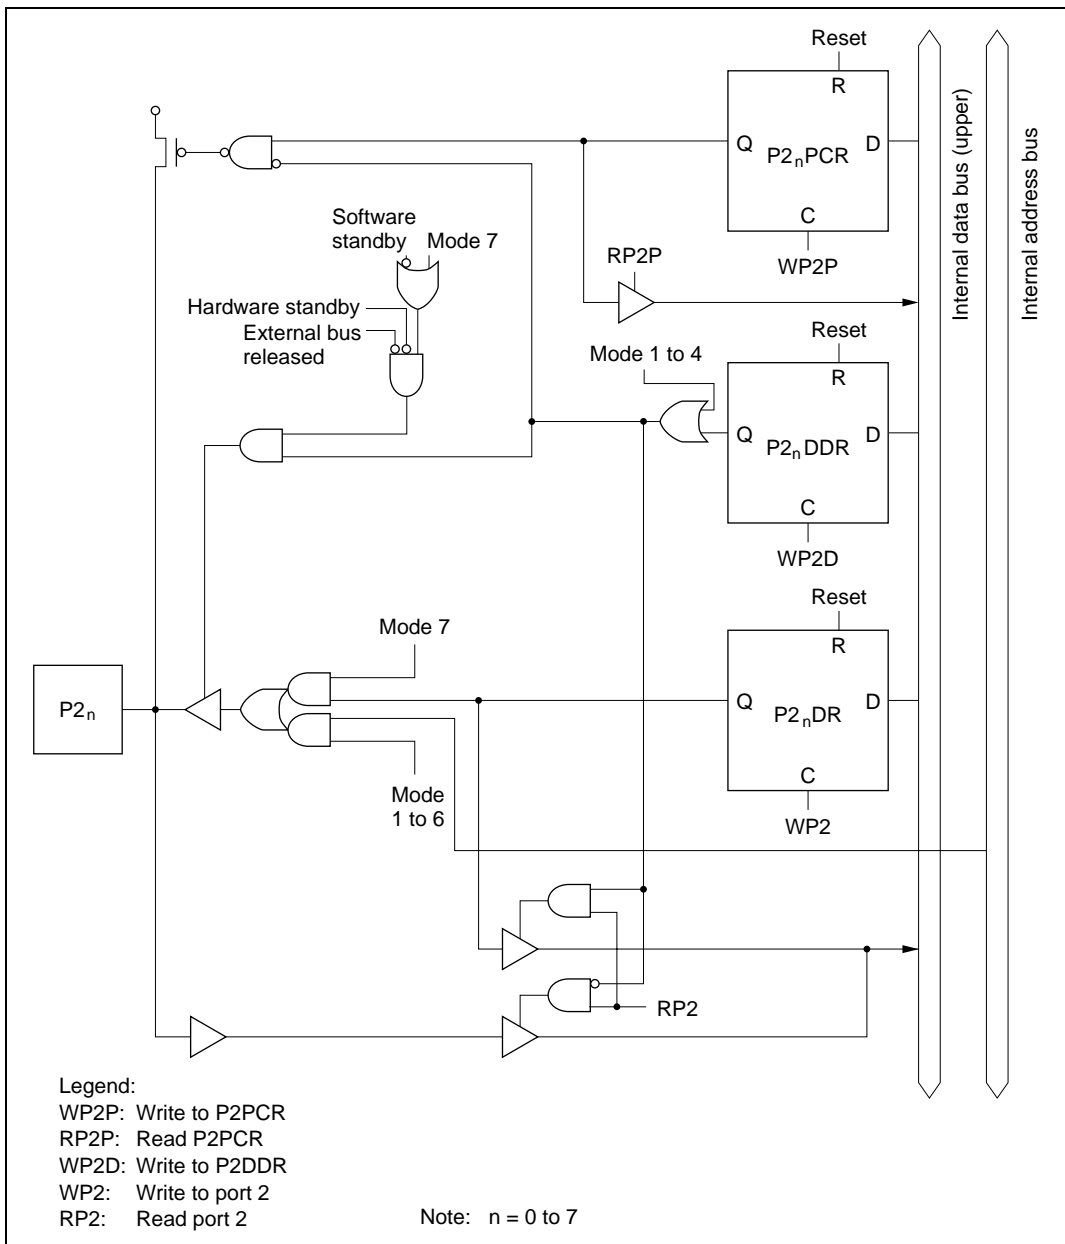 Reset
R
Q P2nPCR D
C
WP2P
Internal data bus (upper)
Internal address bus
Software
standby
Mode 7
RP2P
Hardware standby
External bus
released
Reset
Mode 1 to 4
R
Q P2nDDR D
C
WP2D
Reset
Mode 7
R
P2n
Q P2nDR D
C
Mode
1 to 6
WP2
RP2
Legend:
WP2P: Write to P2PCR
RP2P: Read P2PCR
WP2D: Write to P2DDR
WP2: Write to port 2
RP2: Read port 2
Note: n = 0 to 7